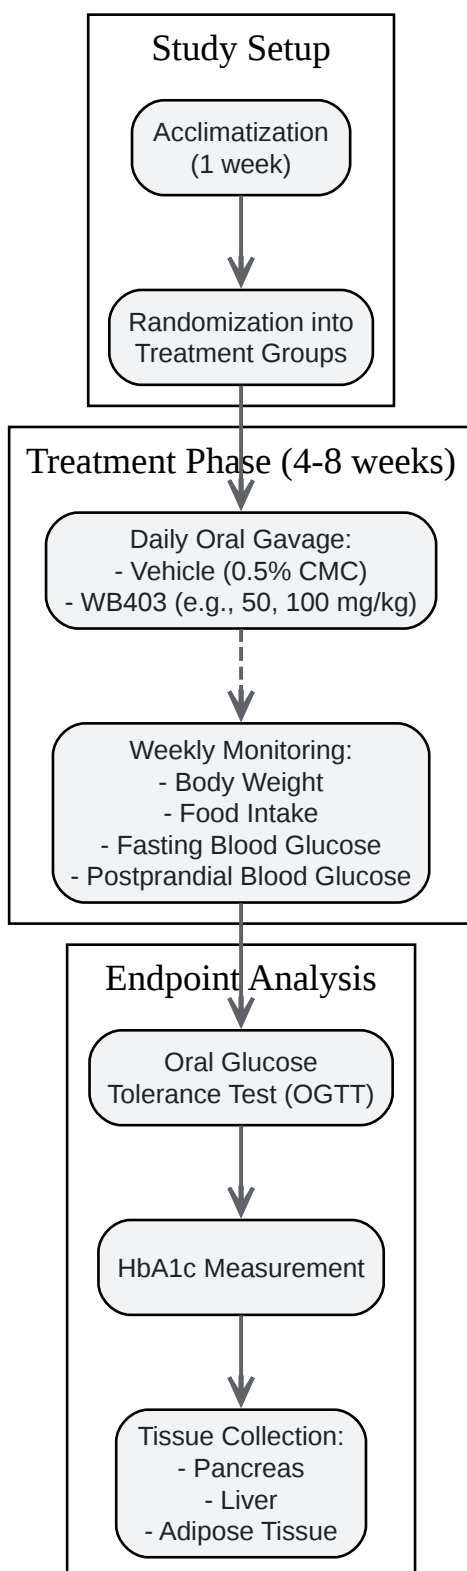 Study Setup
Acclimatization
(1 week)
Randomization into
Treatment Groups
Treatment Phase (4-8 weeks)
Daily Oral Gavage:
- Vehicle (0.5% CMC)
- WB403 (e.g., 50, 100 mg/kg)
Weekly Monitoring:
- Body Weight
- Food Intake
- Fasting Blood Glucose
- Postprandial Blood Glucose
Endpoint Analysis
Oral Glucose
Tolerance Test (OGTT)
HbA1c Measurement
Tissue Collection:
- Pancreas
- Liver
- Adipose Tissue